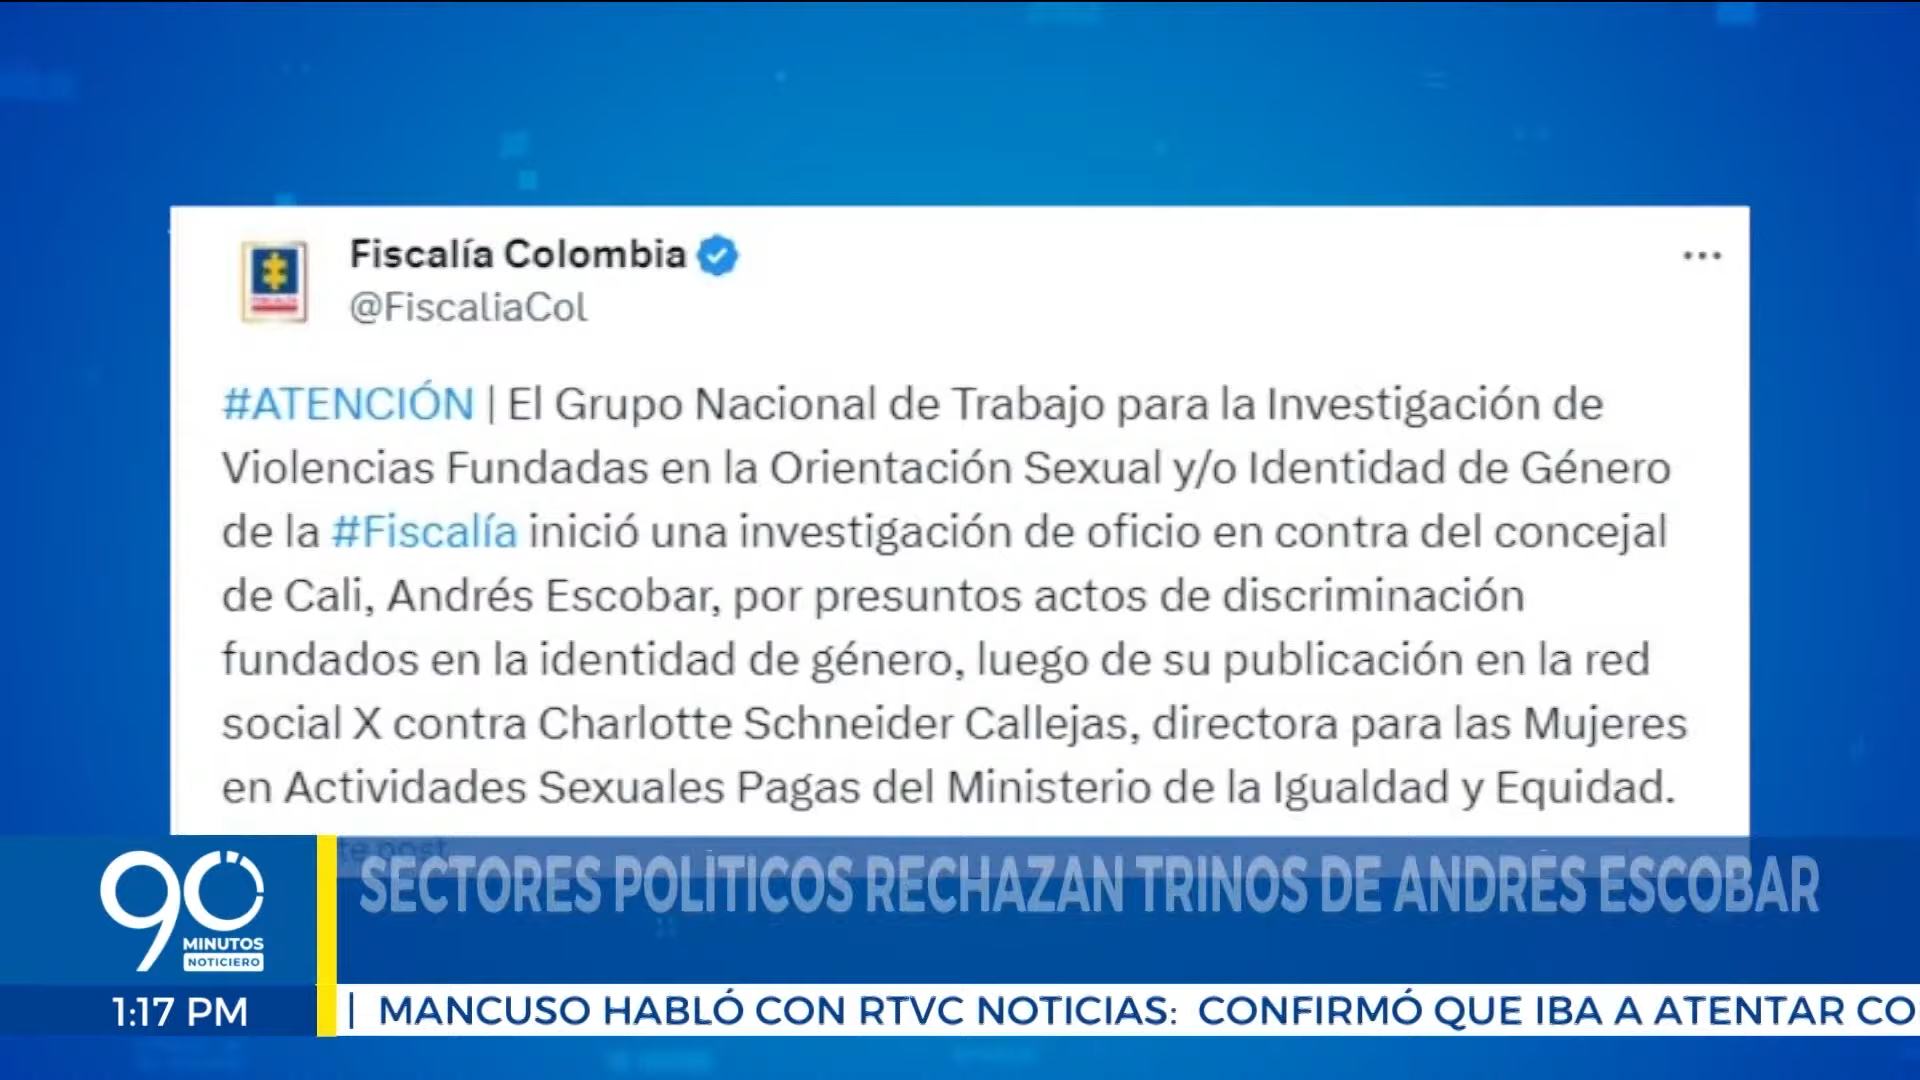 Fiscalía Colombia
@FiscaliaCol
#ATENCIÓN | El Grupo Nacional de Trabajo para la Investigación de
Violencias Fundadas en la Orientación Sexual y/o Identidad de Género
de la #Fiscalía inició una investigación de oficio en contra del concejal
de Cali, Andrés Escobar, por presuntos actos de discriminación
fundados en la identidad de género, luego de su publicación en la red
social X contra Charlotte Schneider Callejas, directora para las Mujeres
en Actividades Sexuales Pagas del Ministerio de la Igualdad y Equidad.
te post
SECTORES POLÍTICOS RECHAZAN TRINOS DE ANDRÉS ESCOBAR
90
MINUTOS
NOTICIERO
1:17 PM
| MANCUSO HABLÓ CON RTVC NOTICIAS: CONFIRMÓ QUE IBA A ATENTAR CO